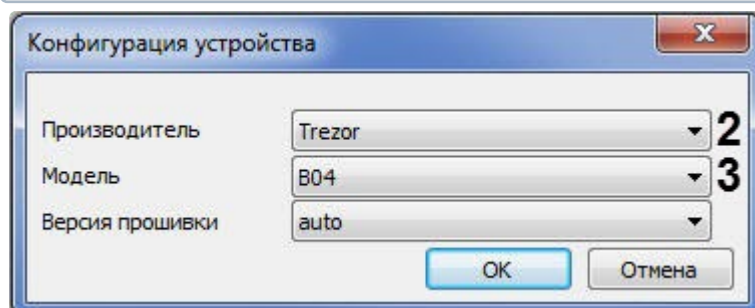 Конфигурация устройства
Производитель Trezor 2
Модель B04 3
Версия прошивки auto
OK Отмена